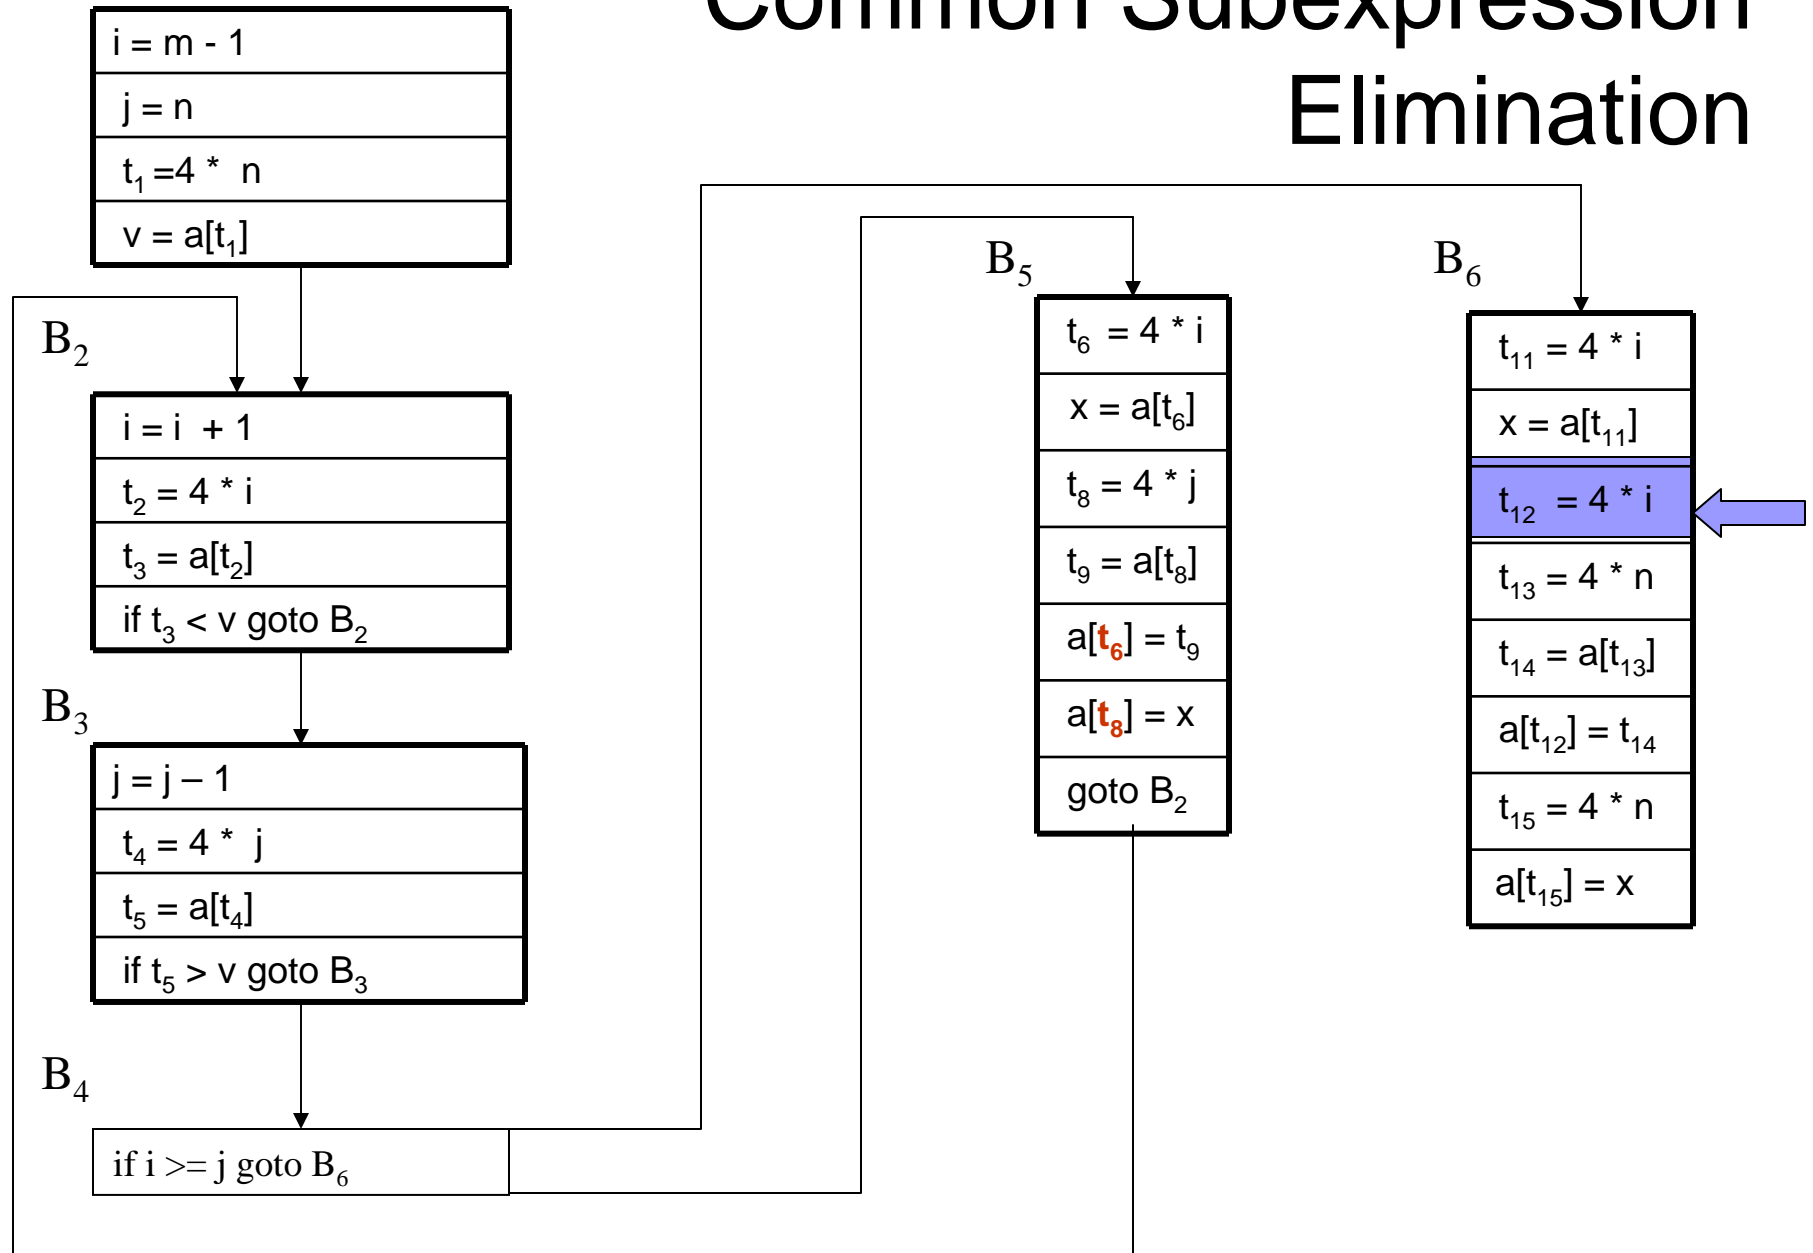 Common Subexpression
Elimination
i = m - 1
j = n
t₁ =4 * n
v = a[t₁]
B₂
i = i + 1
t₂ = 4 * i
t₃ = a[t₂]
if t₃ < v goto B₂
B₃
j = j – 1
t₄ = 4 * j
t₅ = a[t₄]
if t₅ > v goto B₃
B₄
if i >= j goto B₆
B₅
t₆ = 4 * i
x = a[t₆]
t₈ = 4 * j
t₉ = a[t₈]
a[t₆] = t₉
a[t₈] = x
goto B₂
B₆
t₁₁ = 4 * i
x = a[t₁₁]
t₁₂ = 4 * i
t₁₃ = 4 * n
t₁₄ = a[t₁₃]
a[t₁₂] = t₁₄
t₁₅ = 4 * n
a[t₁₅] = x